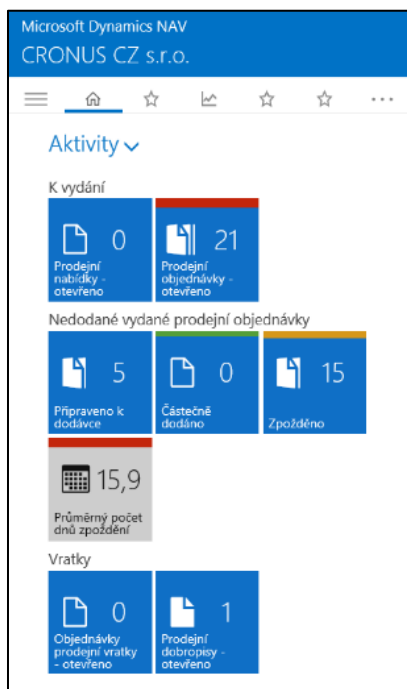 Microsoft Dynamics NAV
CRONUS CZ s.r.o.
Aktivity
K vydání
0
Prodejní
nabídky -
otevřeno
21
Prodejní
objednávky -
otevřeno
Nedodané vydané prodejní objednávky
5
Připraveno k
dodávce
0
Částečně
dodáno
15
Zpožděno
15,9
Průměrný počet
dnů zpoždění
Vratky
0
Objednávky
prodejní vratky
- otevřeno
1
Prodejní
dobropisy -
otevřeno